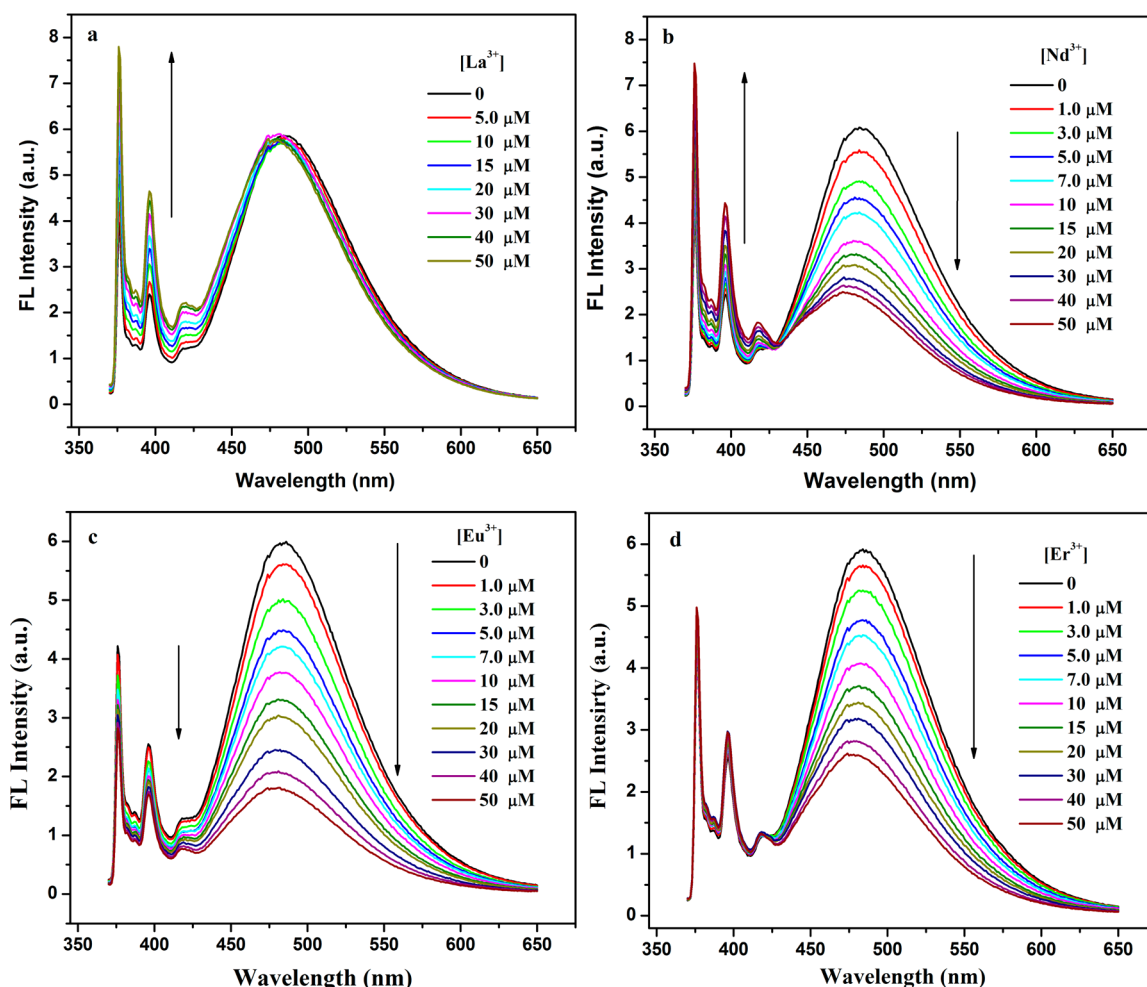 a
[La³⁺]
0
5.0 μM
10 μM
15 μM
20 μM
30 μM
40 μM
50 μM
8
7
6
5
4
3
2
1
0
FL Intensity (a.u.)
350 400 450 500 550 600 650
Wavelength (nm)
b
[Nd³⁺]
0
1.0 μM
3.0 μM
5.0 μM
7.0 μM
10 μM
15 μM
20 μM
30 μM
40 μM
50 μM
8
7
6
5
4
3
2
1
0
FL Intensity (a.u.)
350 400 450 500 550 600 650
Wavelength (nm)
c
[Eu³⁺]
0
1.0 μM
3.0 μM
5.0 μM
7.0 μM
10 μM
15 μM
20 μM
30 μM
40 μM
50 μM
6
5
4
3
2
1
0
FL Intensity (a.u.)
350 400 450 500 550 600 650
Wavelength (nm)
d
[Er³⁺]
0
1.0 μM
3.0 μM
5.0 μM
7.0 μM
10 μM
15 μM
20 μM
30 μM
40 μM
50 μM
6
5
4
3
2
1
0
FL Intensirty (a.u.)
350 400 450 500 550 600 650
Wavelength (nm)